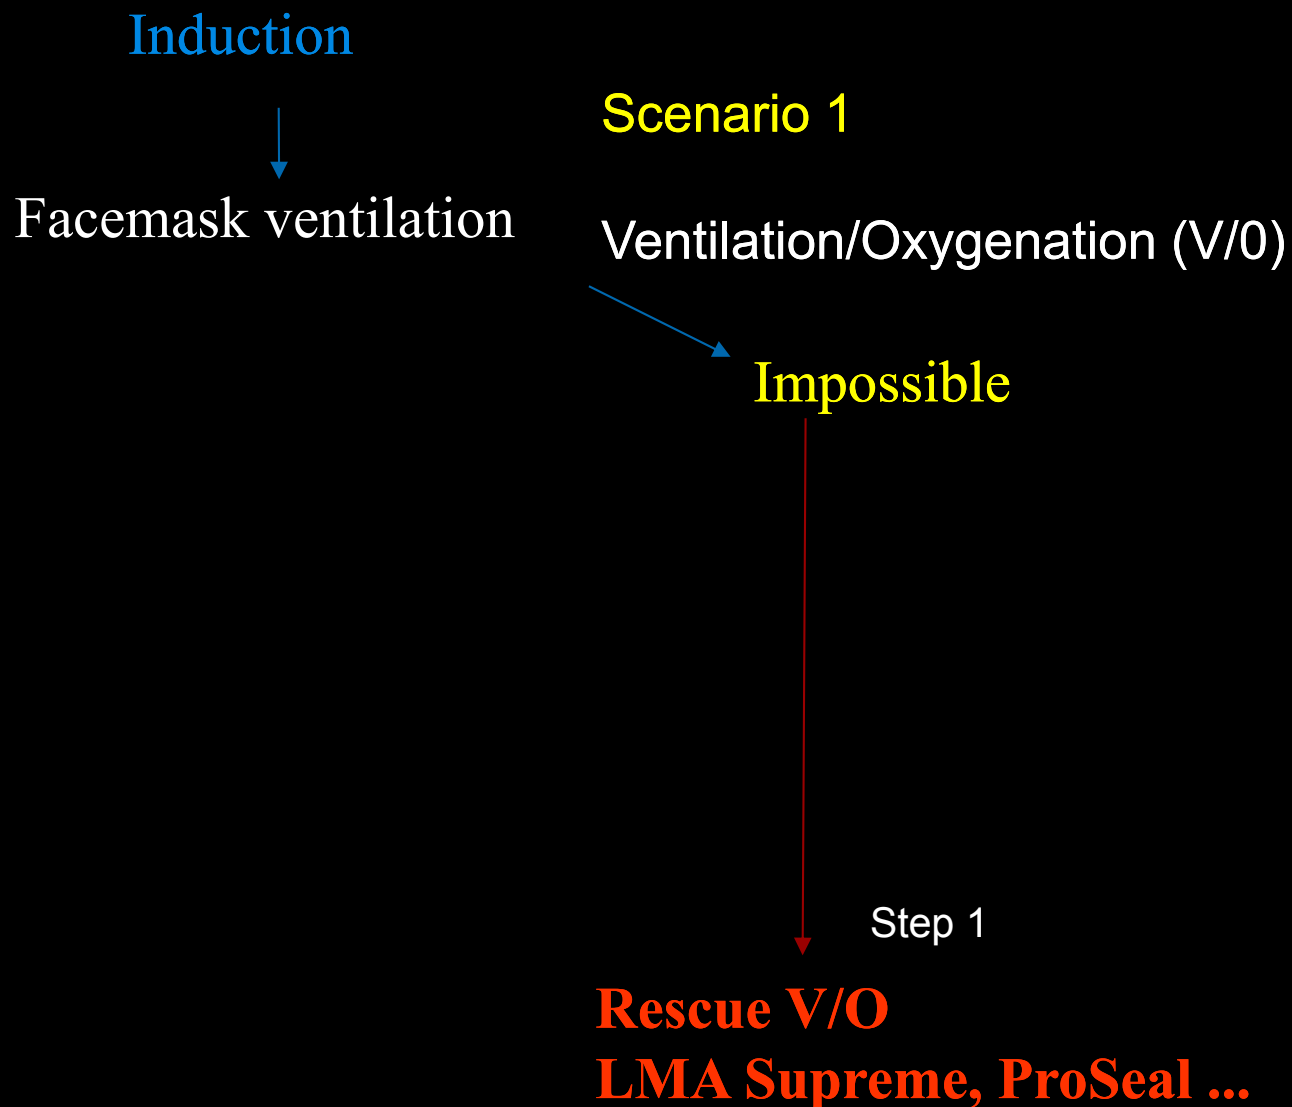 Induction
Scenario 1
Facemask ventilation
Ventilation/Oxygenation (V/0)
Impossible
Step 1
Rescue V/O
LMA Supreme, ProSeal ...